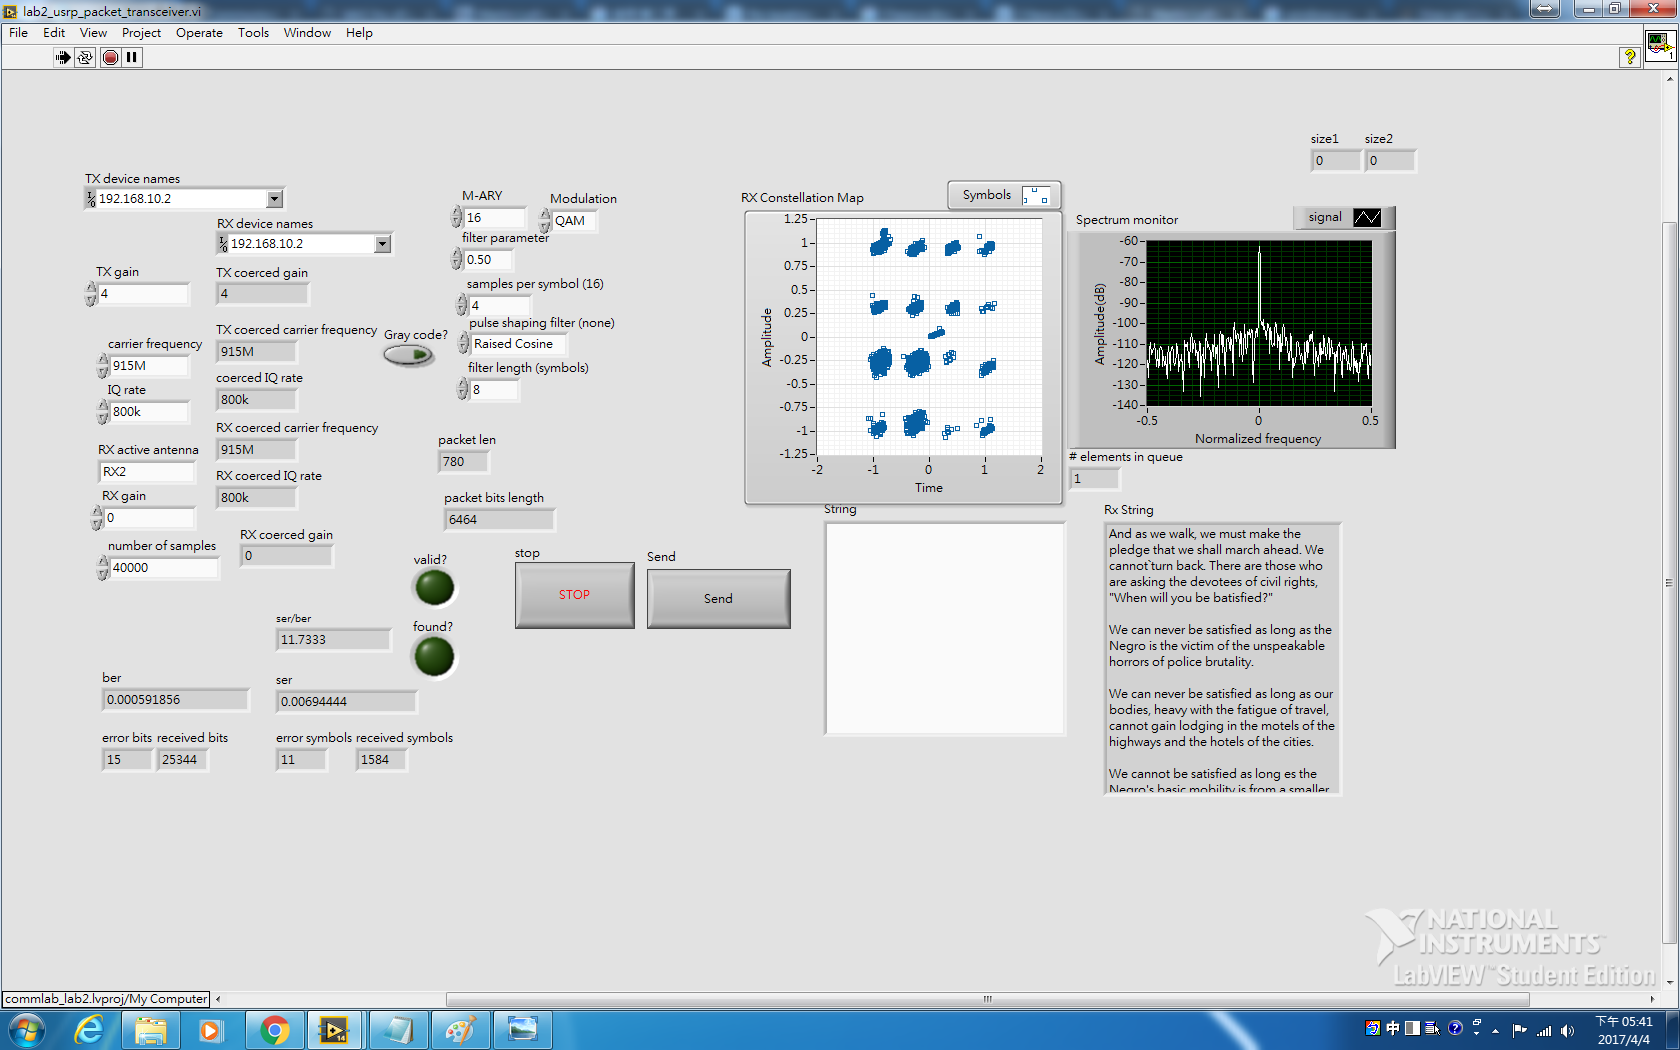 lab2_usrp_packet_transceiver.vi
File Edit View Project Operate Tools Window Help
size1 size2
0 0
TX device names
192.168.10.2
RX device names
192.168.10.2
TX gain
4
TX coerced gain
4
carrier frequency
915M
TX coerced carrier frequency
915M
IQ rate
800k
coerced IQ rate
800k
RX active antenna
RX2
RX coerced carrier frequency
915M
RX gain
0
RX coerced IQ rate
800k
number of samples
40000
RX coerced gain
0
M-ARY
16
Modulation
QAM
filter parameter
0.50
samples per symbol (16)
4
Gray code?
pulse shaping filter (none)
Raised Cosine
filter length (symbols)
8
packet len
780
packet bits length
6464
valid?
found?
stop
STOP
Send
Send
ser/ber
11.7333
ber
0.000591856
ser
0.00694444
error bits received bits
15 25344
error symbols received symbols
11 1584
RX Constellation Map
Symbols
Amplitude
1.25
1
0.75
0.5
0.25
0
-0.25
-0.5
-0.75
-1
-1.25
-2 -1 0 1 2
Time
Spectrum monitor
signal
Amplitude(dB)
-60
-70
-80
-90
-100
-110
-120
-130
-140
-0.5 0 0.5
Normalized frequency
# elements in queue
1
String
Rx String
And as we walk, we must make the
pledge that we shall march ahead. We
cannot`turn back. There are those who
are asking the devotees of civil rights,
"When will you be batisfied?"
We can never be satisfied as long as the
Negro is the victim of the unspeakable
horrors of police brutality.
We can never be satisfied as long as our
bodies, heavy with the fatigue of travel,
cannot gain lodging in the motels of the
highways and the hotels of the cities.
We cannot be satisfied as long es the
Negro's basic mobility is from a smaller
NATIONAL
INSTRUMENTS™
LabVIEW™ Student Edition
commlab_lab2.lvproj/My Computer
14
中
下午 05:41
2017/4/4